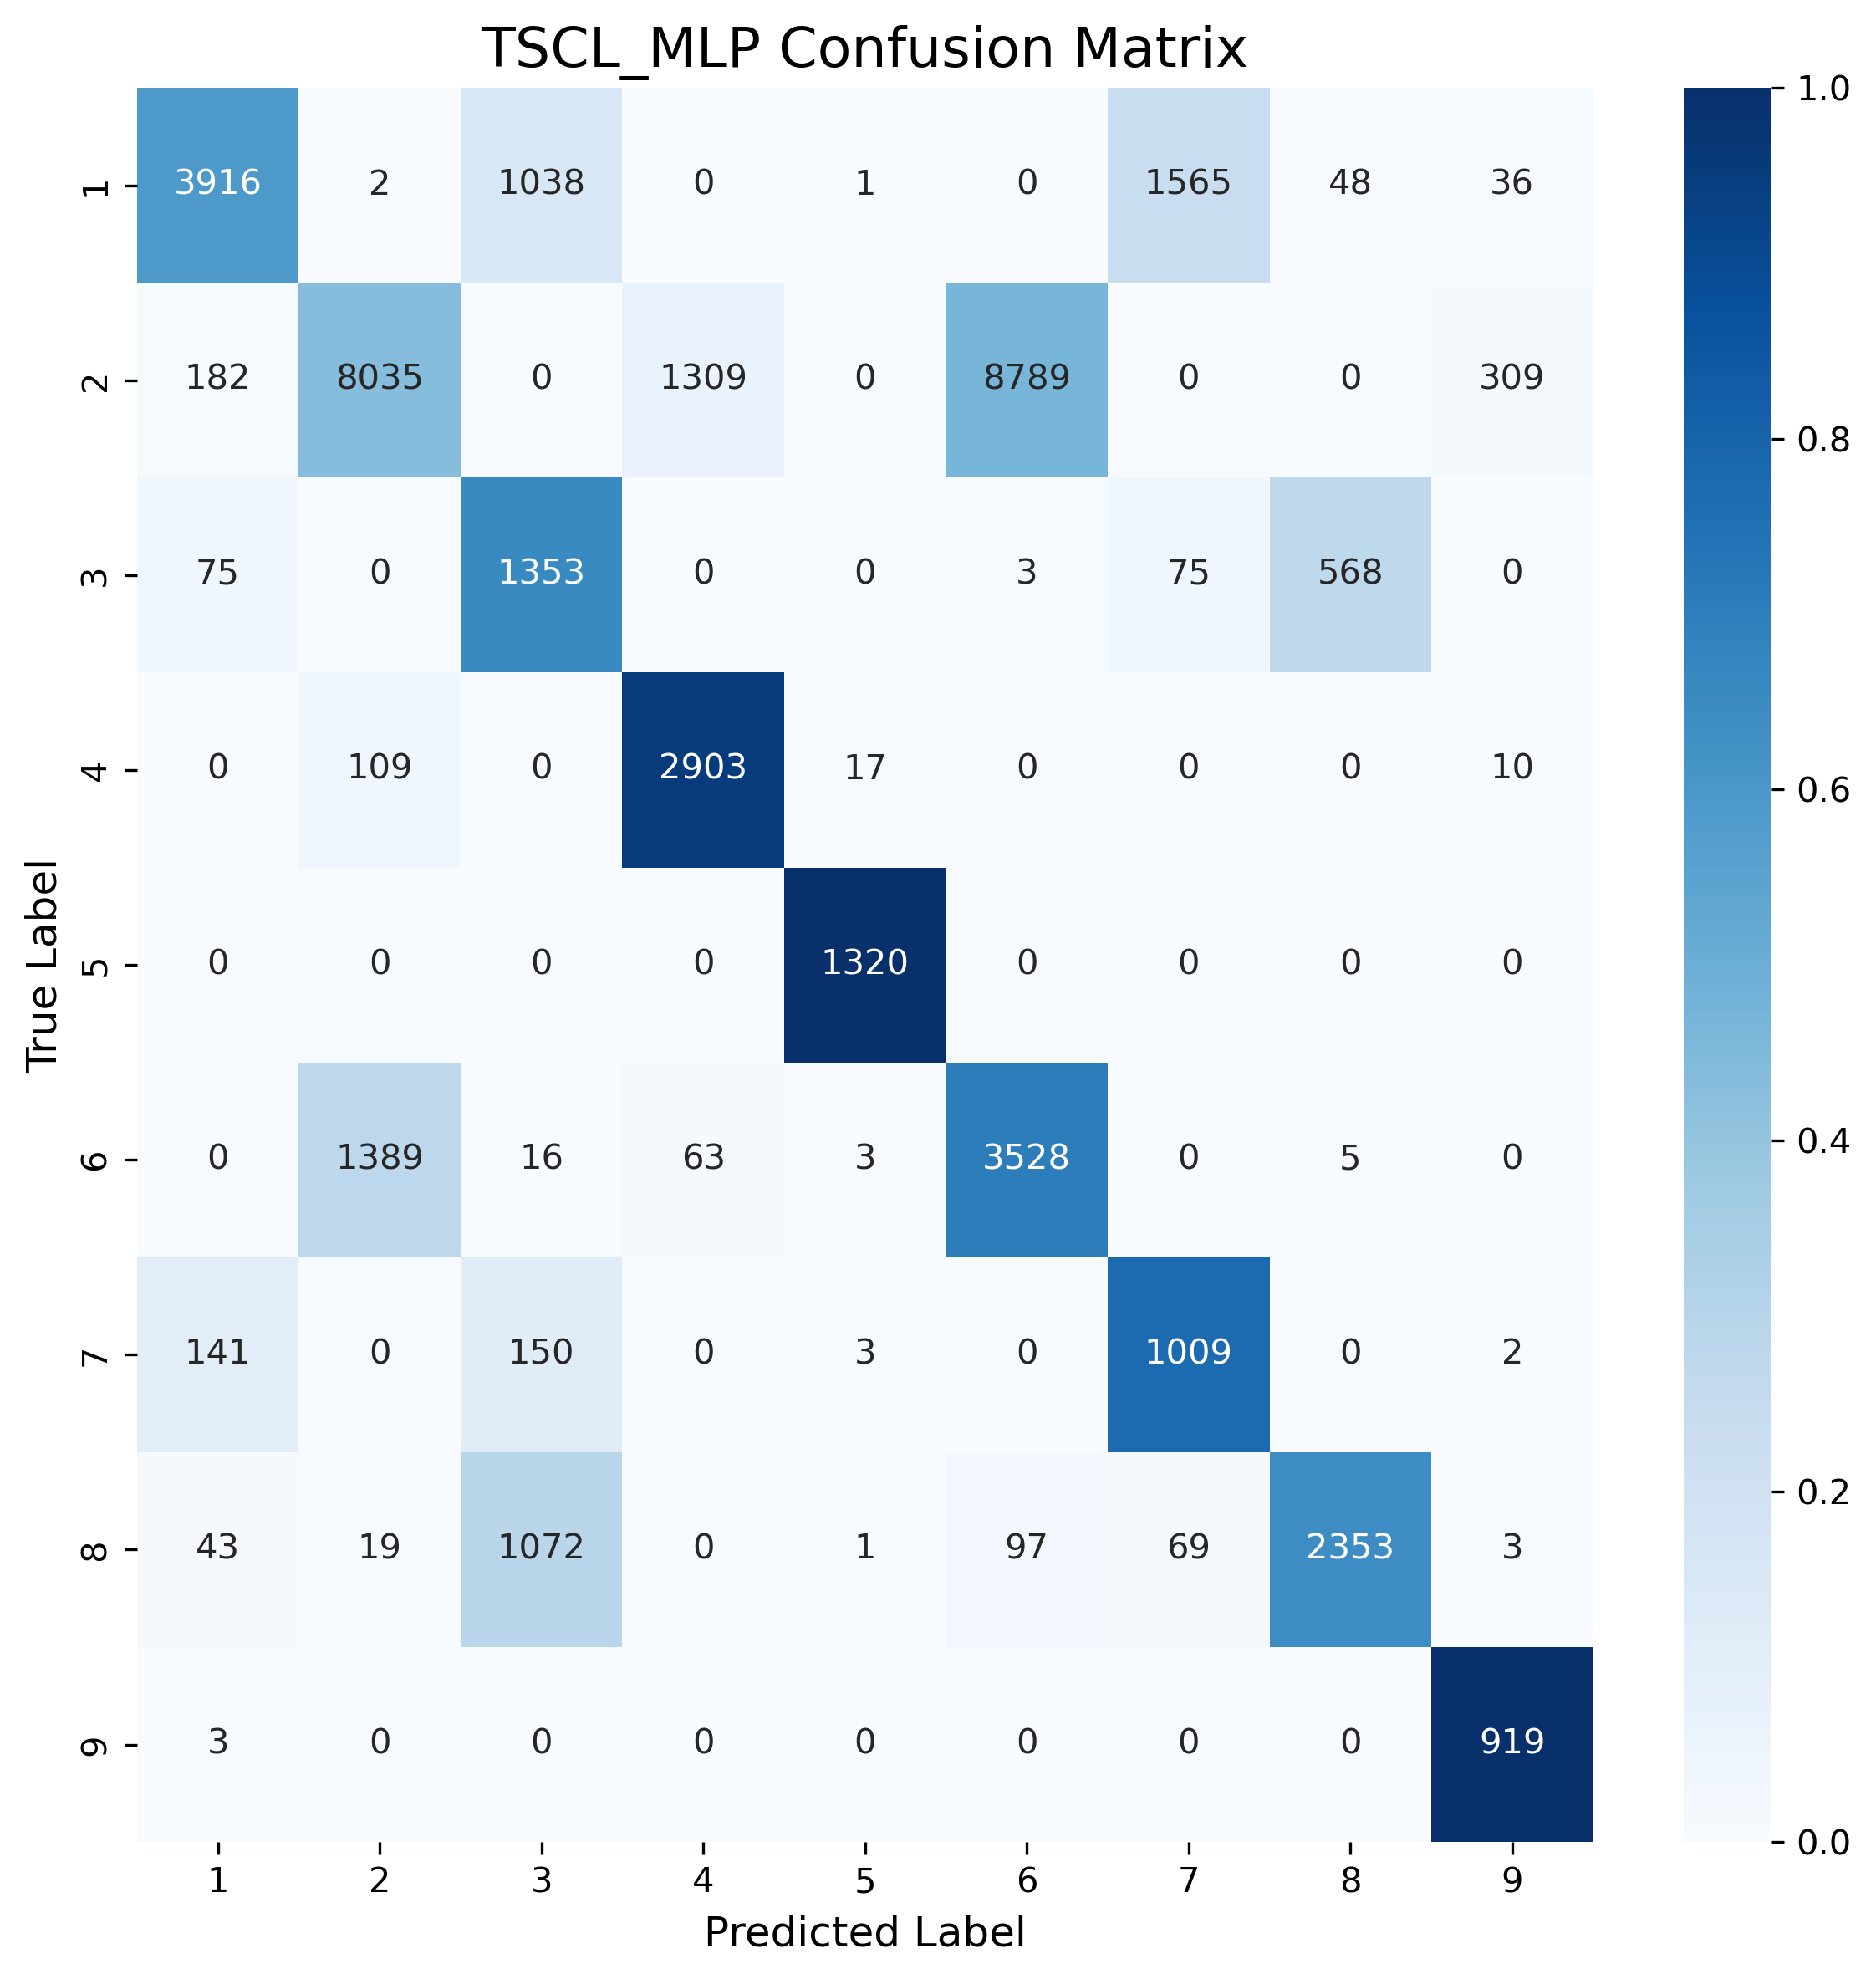 TSCL_MLP Confusion Matrix
1.0
1 3916 2 1038 0 1 0 1565 48 36
2 182 8035 0 1309 0 8789 0 0 309
0.8
3 75 0 1353 0 0 3 75 568 0
4 0 109 0 2903 17 0 0 0 10
0.6
True Label
5 0 0 0 0 1320 0 0 0 0
0.4
6 0 1389 16 63 3 3528 0 5 0
7 141 0 150 0 3 0 1009 0 2
0.2
8 43 19 1072 0 1 97 69 2353 3
9 3 0 0 0 0 0 0 0 919
0.0
1 2 3 4 5 6 7 8 9
Predicted Label